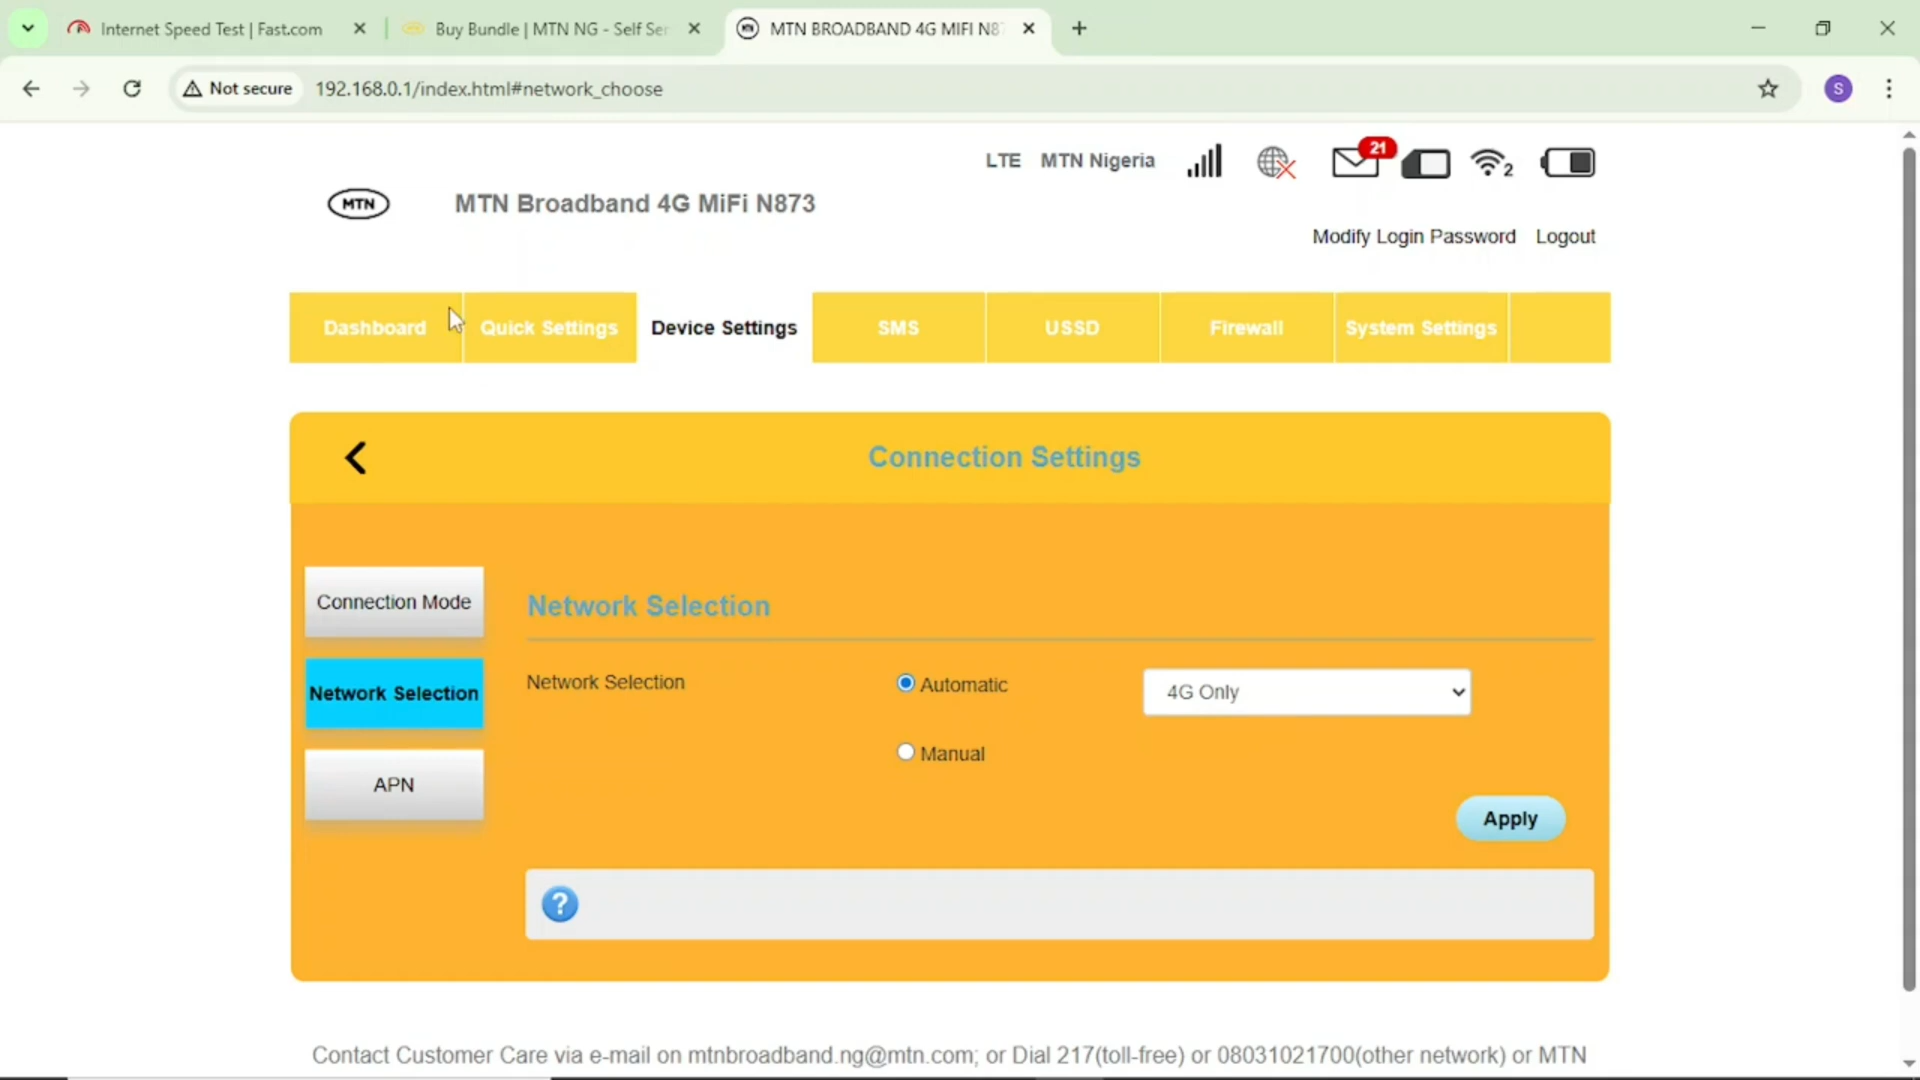 Internet Speed Test | Fast.com
Buy Bundle | MTN NG - Self Ser
MTN BROADBAND 4G MIFI N87
Not secure
192.168.0.1/index.html#network_choose
S
LTE MTN Nigeria
21
2
MTN
MTN Broadband 4G MiFi N873
Modify Login Password Logout
Dashboard
Quick Settings
Device Settings
SMS
USSD
Firewall
System Settings
Connection Settings
Connection Mode
Network Selection
APN
Network Selection
Network Selection
Automatic
4G Only
Manual
Apply
?
Contact Customer Care via e-mail on mtnbroadband.ng@mtn.com; or Dial 217(toll-free) or 08031021700(other network) or MTN